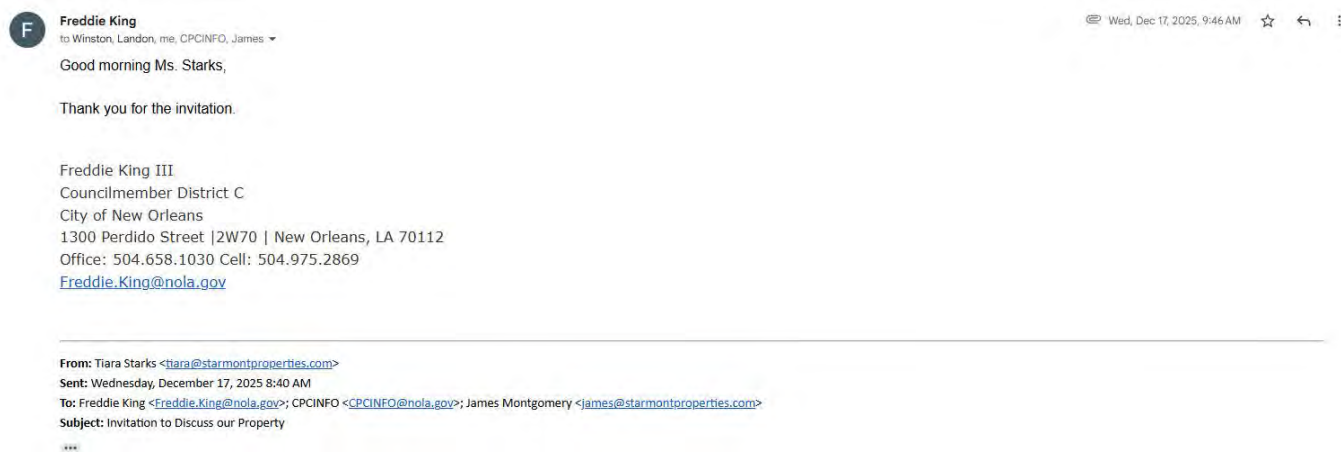 F
Freddie King
Wed, Dec 17, 2025, 9:46 AM
to Winston, Landon, me, CPCINFO, James
Good morning Ms. Starks,
Thank you for the invitation.
Freddie King III
Councilmember District C
City of New Orleans
1300 Perdido Street |2W70 | New Orleans, LA 70112
Office: 504.658.1030 Cell: 504.975.2869
Freddie.King@nola.gov
From: Tiara Starks <tiara@starmontproperties.com>
Sent: Wednesday, December 17, 2025 8:40 AM
To: Freddie King <Freddie.King@nola.gov>; CPCINFO <CPCINFO@nola.gov>; James Montgomery <james@starmontproperties.com>
Subject: Invitation to Discuss our Property